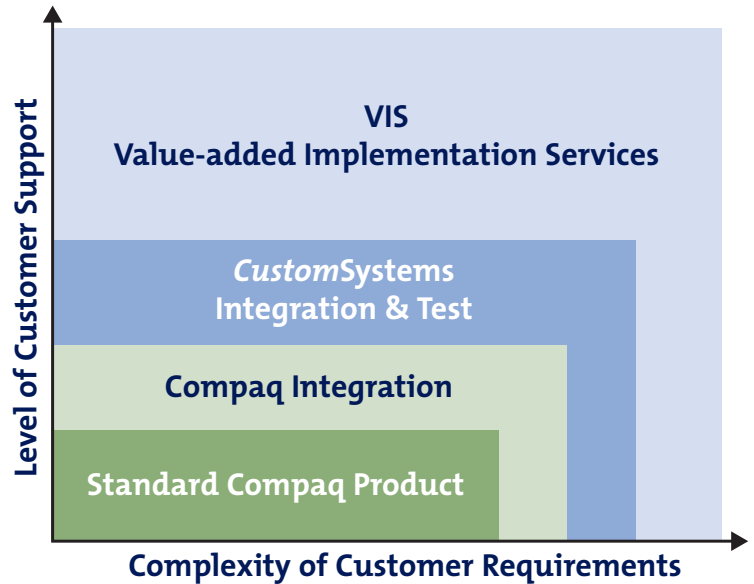 Level of Customer Support
VIS
Value-added Implementation Services
CustomSystems
Integration & Test
Compaq Integration
Standard Compaq Product
Complexity of Customer Requirements